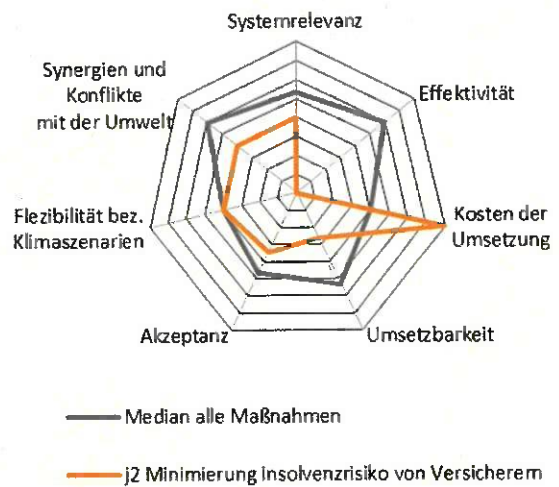 Systemrelevanz
Synergien und
Konflikte
mit der Umwelt
Effektivität
Flezibilität bez.
Klimaszenarien
Kosten der
Umsetzung
Akzeptanz
Umsetzbarkeit
Median alle Maßnahmen
j2 Minimierung Insolvenzrisiko von Versicherern